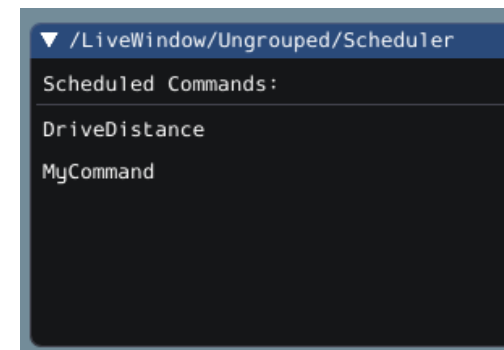 ▼ /LiveWindow/Ungrouped/Scheduler
Scheduled Commands:
DriveDistance
MyCommand